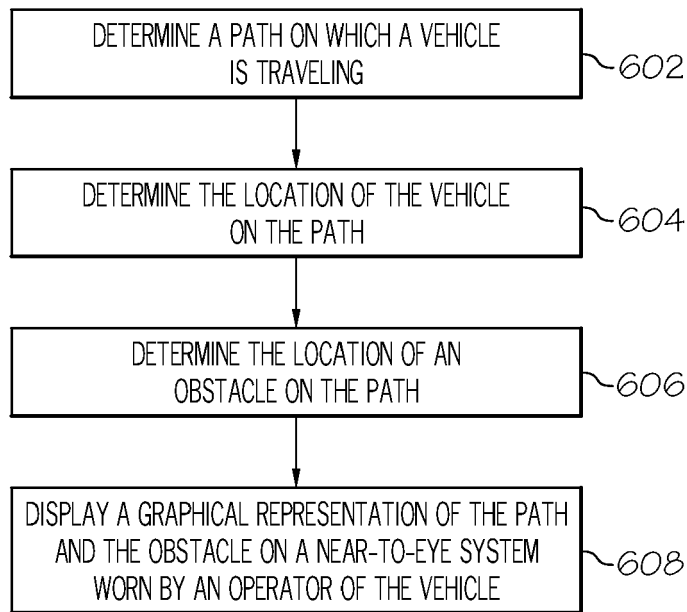 DETERMINE A PATH ON WHICH A VEHICLE
IS TRAVELING
602
DETERMINE THE LOCATION OF THE VEHICLE
ON THE PATH
604
DETERMINE THE LOCATION OF AN
OBSTACLE ON THE PATH
606
DISPLAY A GRAPHICAL REPRESENTATION OF THE PATH
AND THE OBSTACLE ON A NEAR-TO-EYE SYSTEM
WORN BY AN OPERATOR OF THE VEHICLE
608